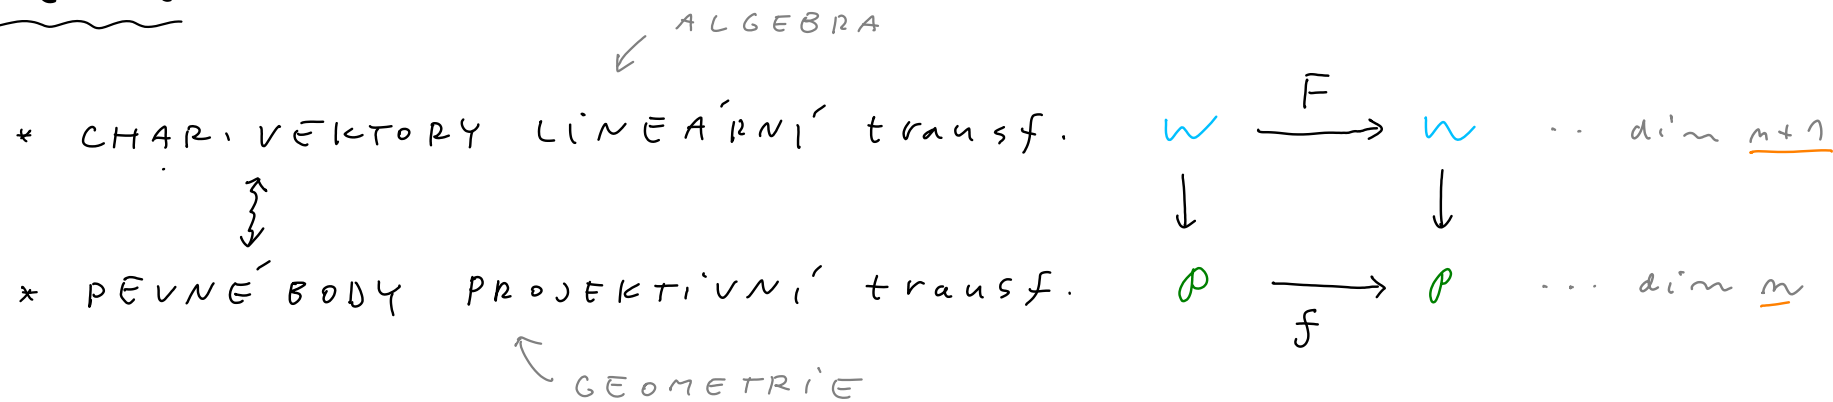 ALGEBRA
* CHAR. VEKTORY LINEÁRNÍ transf. W F W .. dim n+1
* PEVNÉ BODY PROJEKTIVNÍ transf. P f P ... dim n
GEOMETRIE